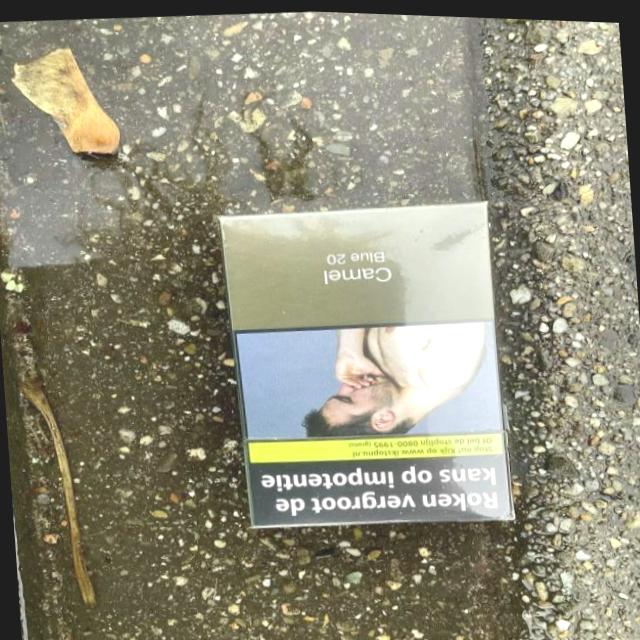 Roken vergroot de
kans op impotentie
Stop nu! Kijk op www.ikstopnu.nl
Of bel de stoplijn 0800-1995 (gratis)
Camel
Blue 20